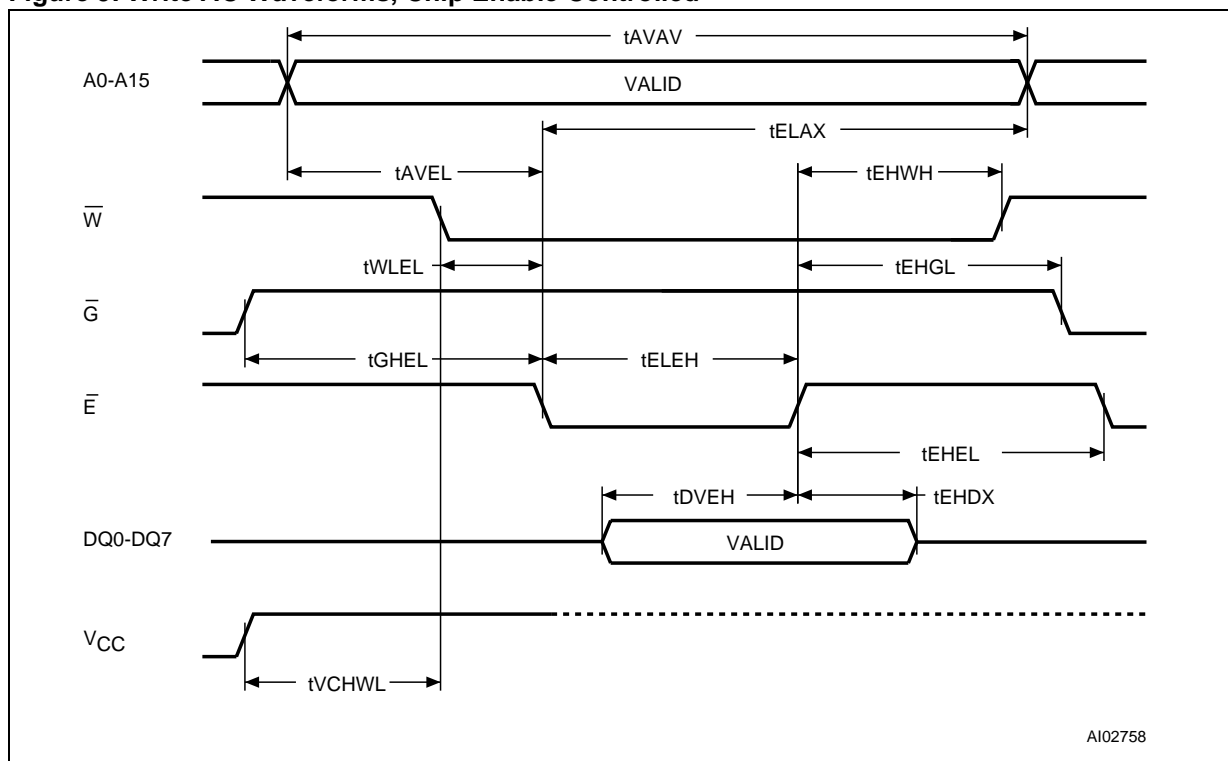 Figure Write AC Waveforms, Chip Enable Controlled
tAVAV
A0-A15
VALID
tELAX
tAVEL
tEHWH
W
tWLEL
tEHGL
G
tGHEL
tELEH
E
tEHEL
tDVEH
tEHDX
DQ0-DQ7
VALID
VCC
tVCHWL
AI02758